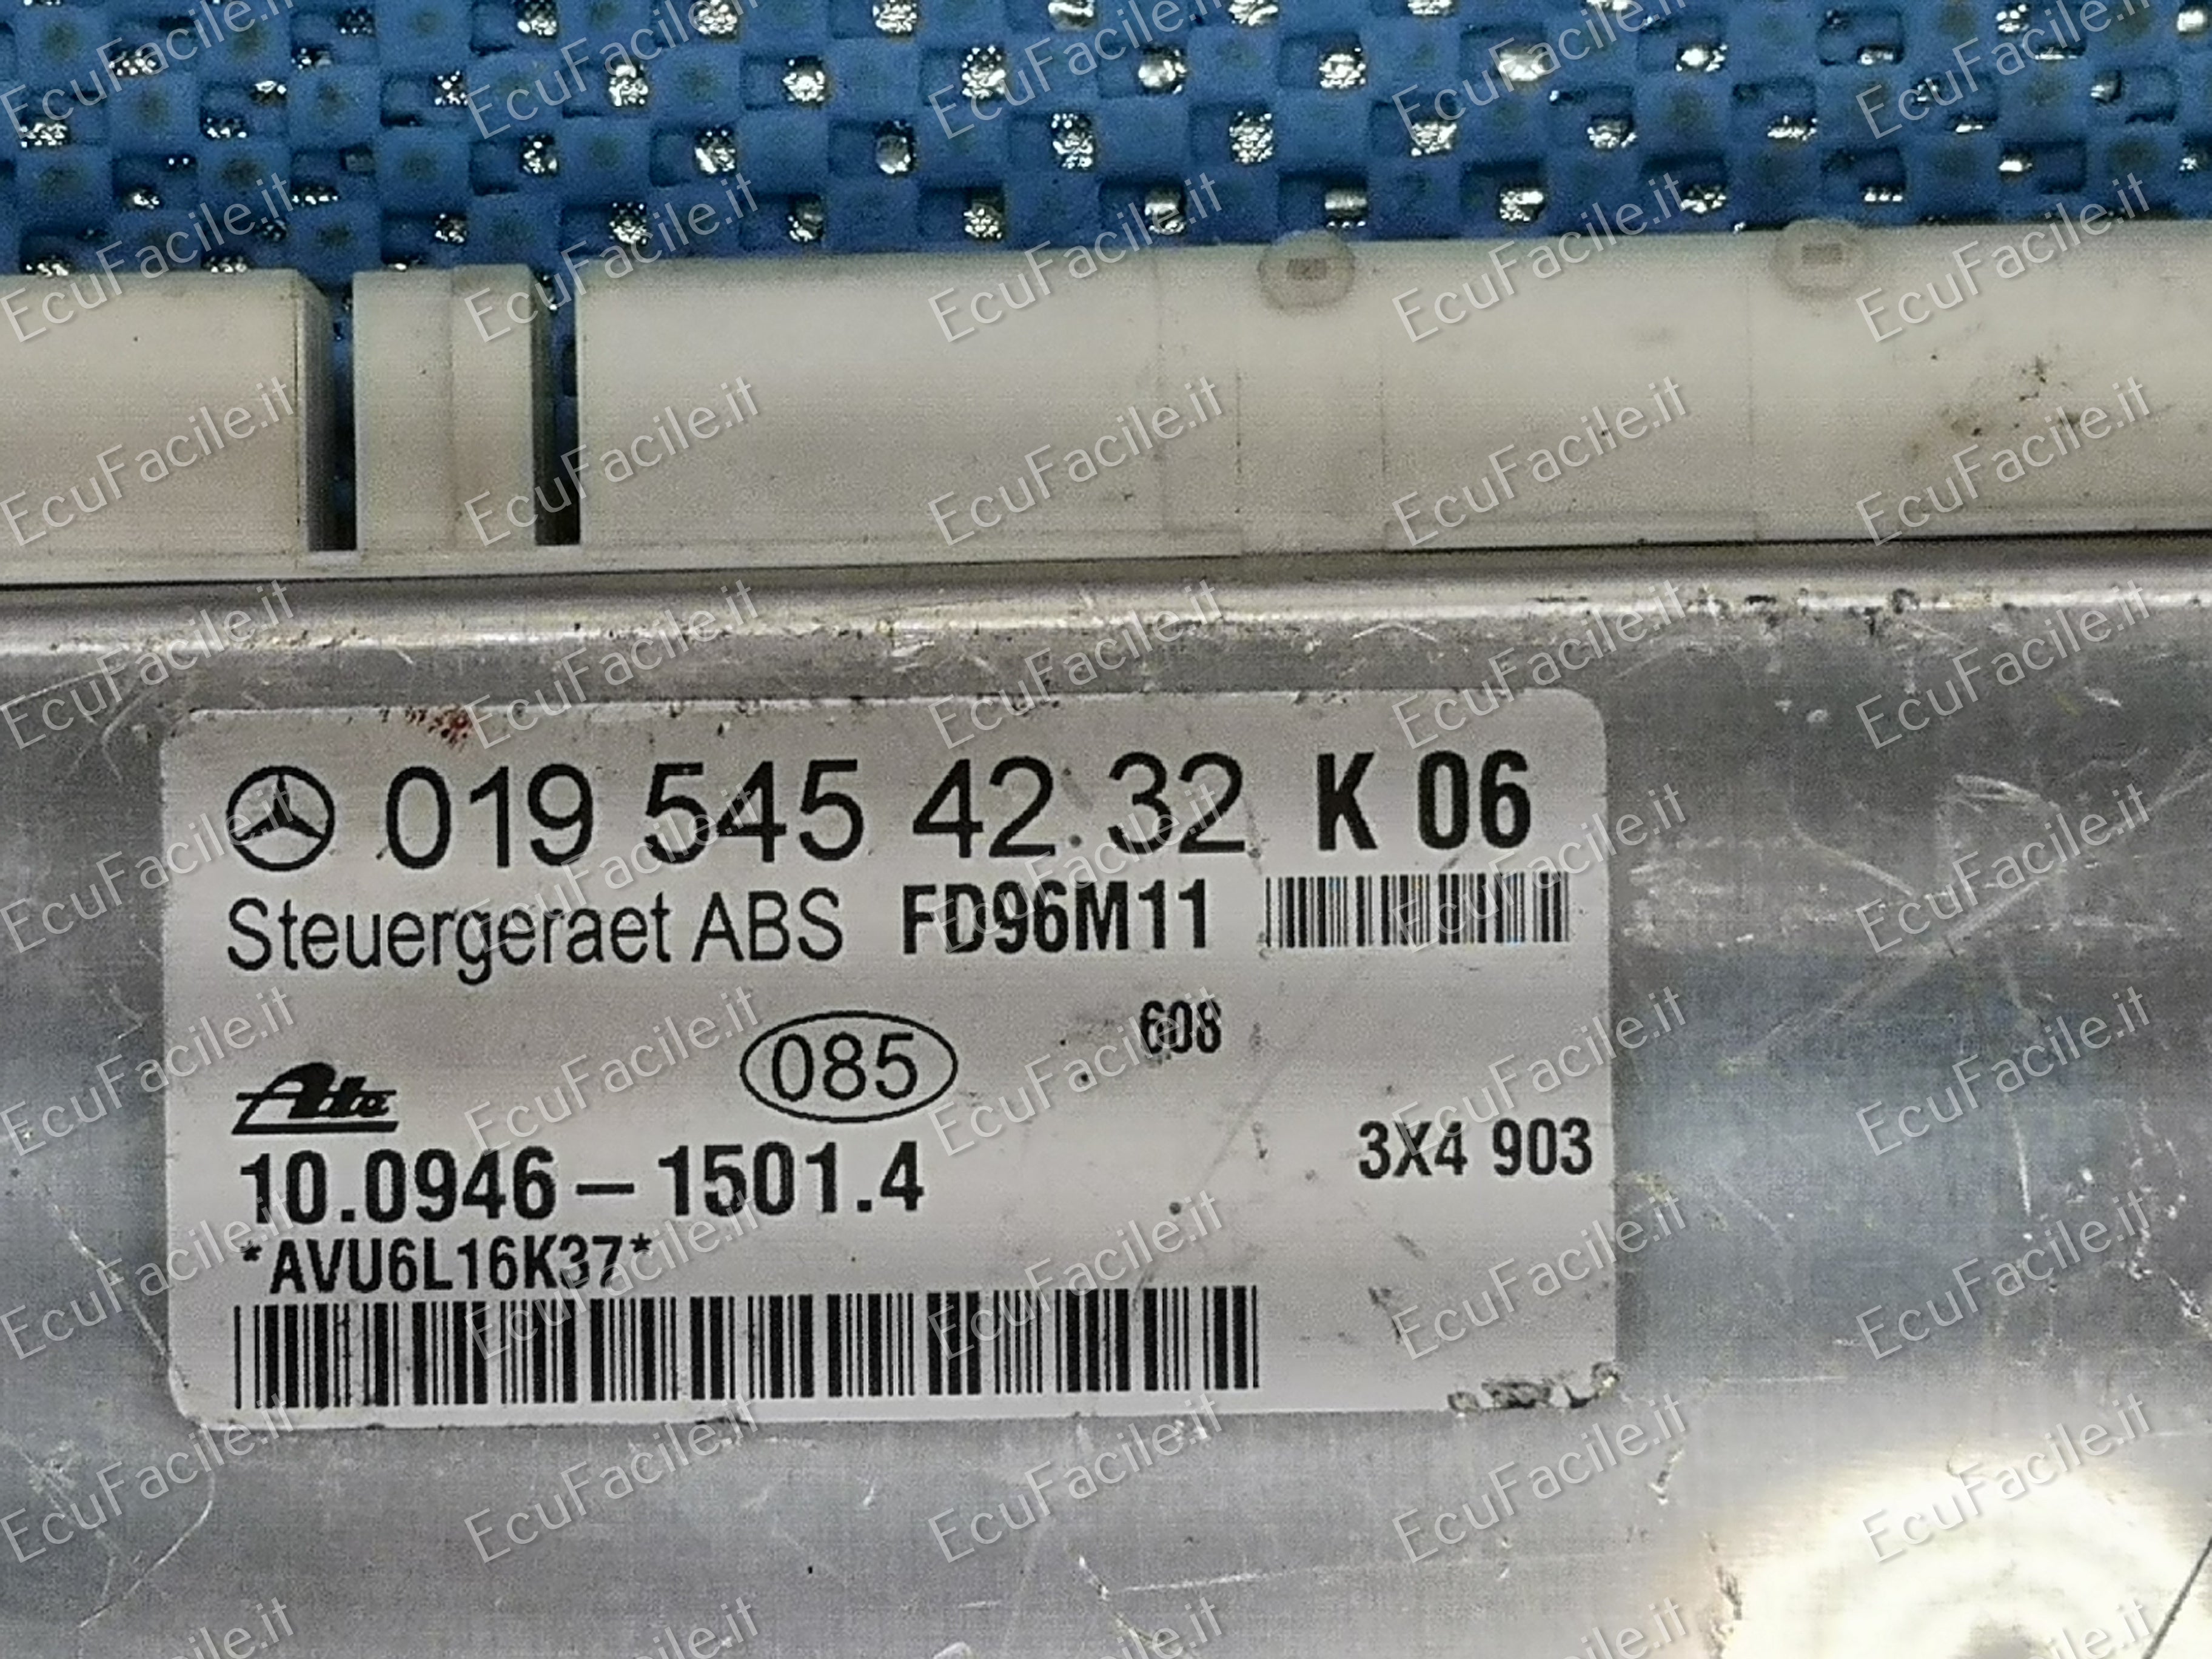 019 545 42 32 K 06
Steuergeraet ABS FD96M11
085
608
Ate
3X4 903
10.0946-1501.4
*AVU6L16K37*
EcuFacile.it